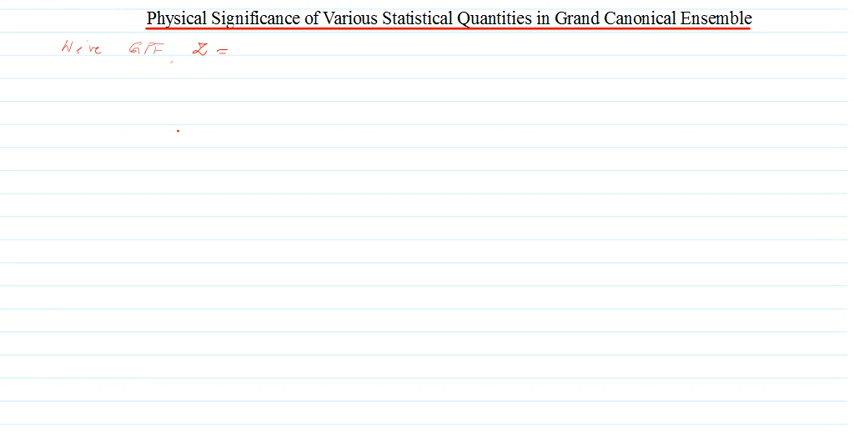 Physical Significance of Various Statistical Quantities in Grand Canonical Ensemble
We've GPF, Z =